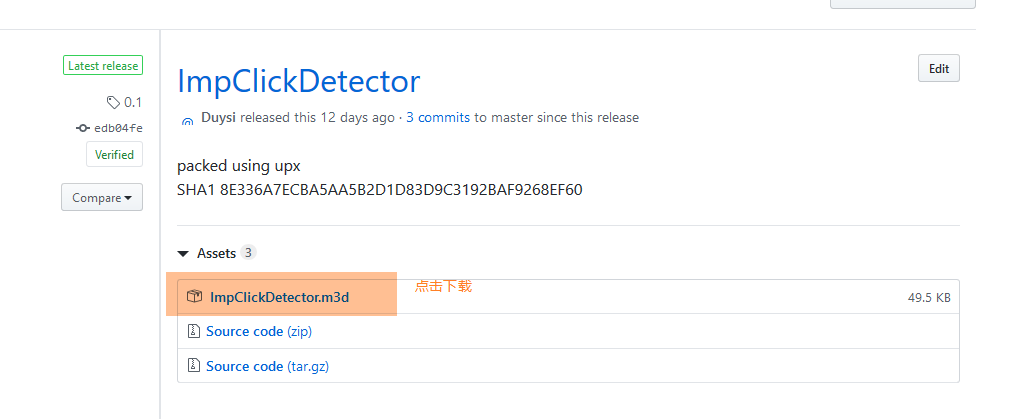 Latest release
0.1
edb04fe
Verified
Compare
ImpClickDetector
Edit
Duysi released this 12 days ago · 3 commits to master since this release
packed using upx
SHA1 8E336A7ECBA5AA5B2D1D83D9C3192BAF9268EF60
Assets 3
ImpClickDetector.m3d 点击下载 49.5 KB
Source code (zip)
Source code (tar.gz)